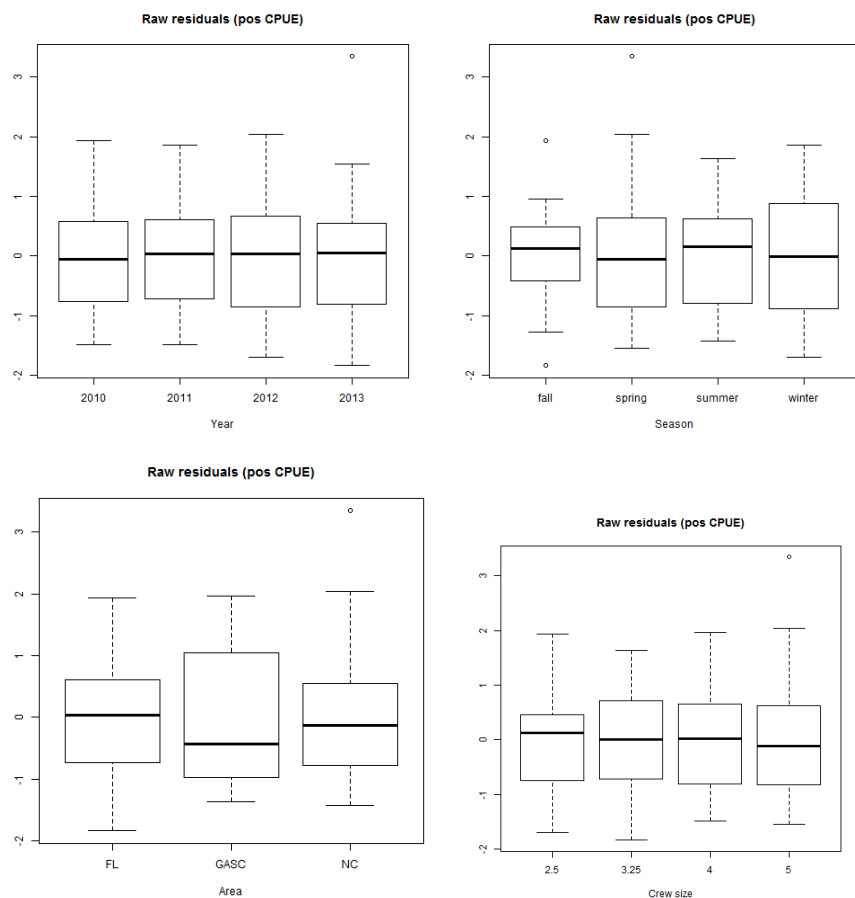 Raw residuals (pos CPUE)
3
2
1
0
-1
-2
2010 2011 2012 2013
Year
Raw residuals (pos CPUE)
3
2
1
0
-1
-2
fall spring summer winter
Season
Raw residuals (pos CPUE)
3
2
1
0
-1
-2
FL GASC NC
Area
Raw residuals (pos CPUE)
3
2
1
0
-1
-2
2.5 3.25 4 5
Crew size